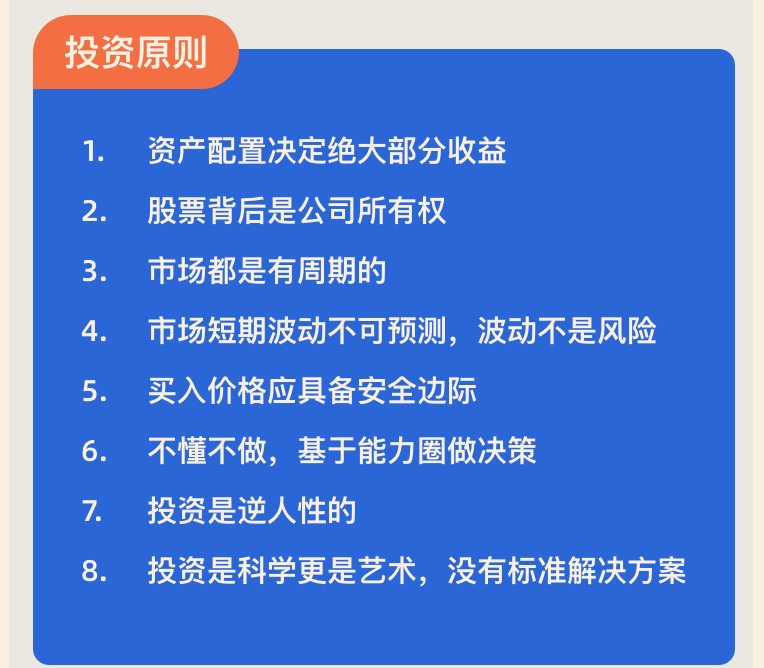 投资原则
1. 资产配置决定绝大部分收益
2. 股票背后是公司所有权
3. 市场都是有周期的
4. 市场短期波动不可预测，波动不是风险
5. 买入价格应具备安全边际
6. 不懂不做，基于能力圈做决策
7. 投资是逆人性的
8. 投资是科学更是艺术，没有标准解决方案